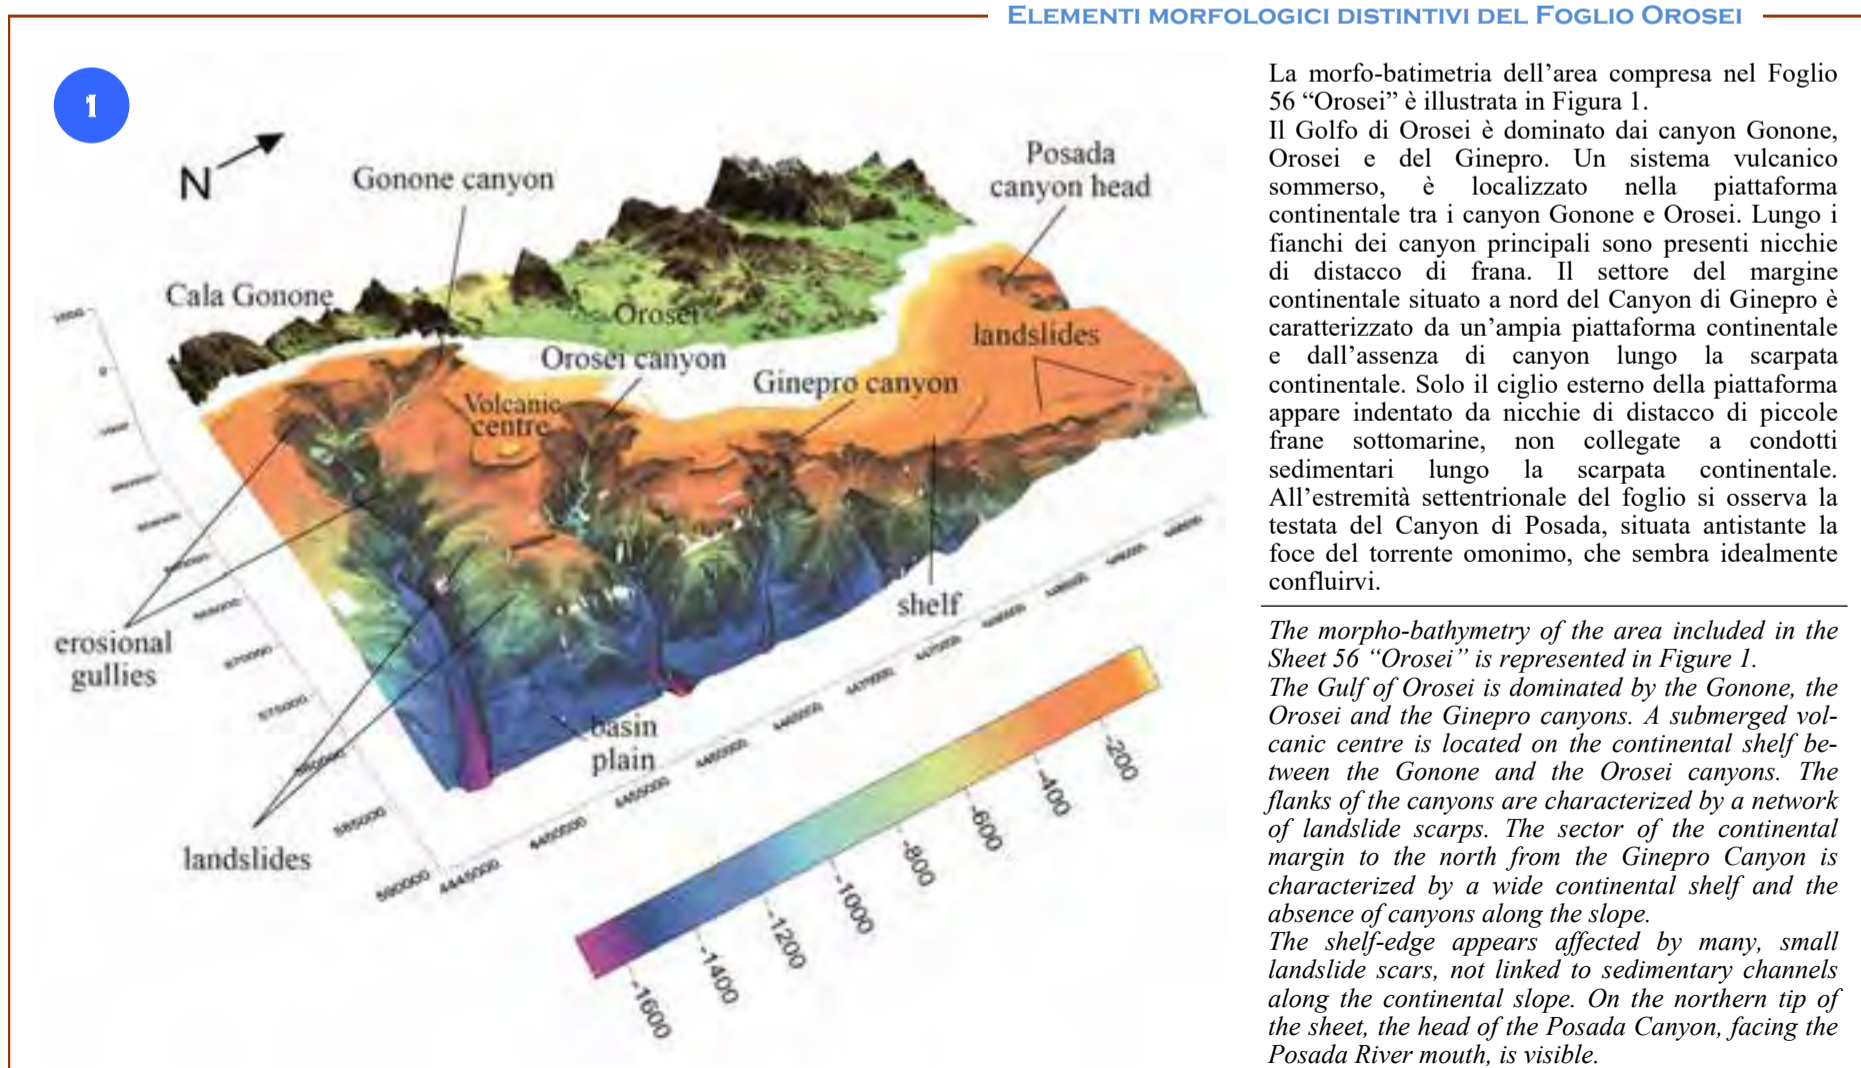 ELEMENTI MORFOLOGICI DISTINTIVI DEL FOGLIO OROSEI
1
N
Gonone canyon
Posada
canyon head
Cala Gonone
Orosei
Orosei canyon
landslides
Ginepro canyon
Volcanic
centre
shelf
erosional
gullies
basin
plain
landslides
1000
0
570000
575000
580000
585000
590000
4445000
4450000
4455000
4460000
4465000
4470000
-200
-400
-600
-800
-1000
-1200
-1400
-1600
La morfo-batimetria dell’area compresa nel Foglio
56 “Orosei” è illustrata in Figura 1.
Il Golfo di Orosei è dominato dai canyon Gonone,
Orosei e del Ginepro. Un sistema vulcanico
sommerso, è localizzato nella piattaforma
continentale tra i canyon Gonone e Orosei. Lungo i
fianchi dei canyon principali sono presenti nicchie
di distacco di frana. Il settore del margine
continentale situato a nord del Canyon di Ginepro è
caratterizzato da un’ampia piattaforma continentale
e dall’assenza di canyon lungo la scarpata
continentale. Solo il ciglio esterno della piattaforma
appare indentato da nicchie di distacco di piccole
frane sottomarine, non collegate a condotti
sedimentari lungo la scarpata continentale.
All’estremità settentrionale del foglio si osserva la
testata del Canyon di Posada, situata antistante la
foce del torrente omonimo, che sembra idealmente
confluirvi.
The morpho-bathymetry of the area included in the
Sheet 56 “Orosei” is represented in Figure 1.
The Gulf of Orosei is dominated by the Gonone, the
Orosei and the Ginepro canyons. A submerged vol-
canic centre is located on the continental shelf be-
tween the Gonone and the Orosei canyons. The
flanks of the canyons are characterized by a network
of landslide scarps. The sector of the continental
margin to the north from the Ginepro Canyon is
characterized by a wide continental shelf and the
absence of canyons along the slope.
The shelf-edge appears affected by many, small
landslide scars, not linked to sedimentary channels
along the continental slope. On the northern tip of
the sheet, the head of the Posada Canyon, facing the
Posada River mouth, is visible.